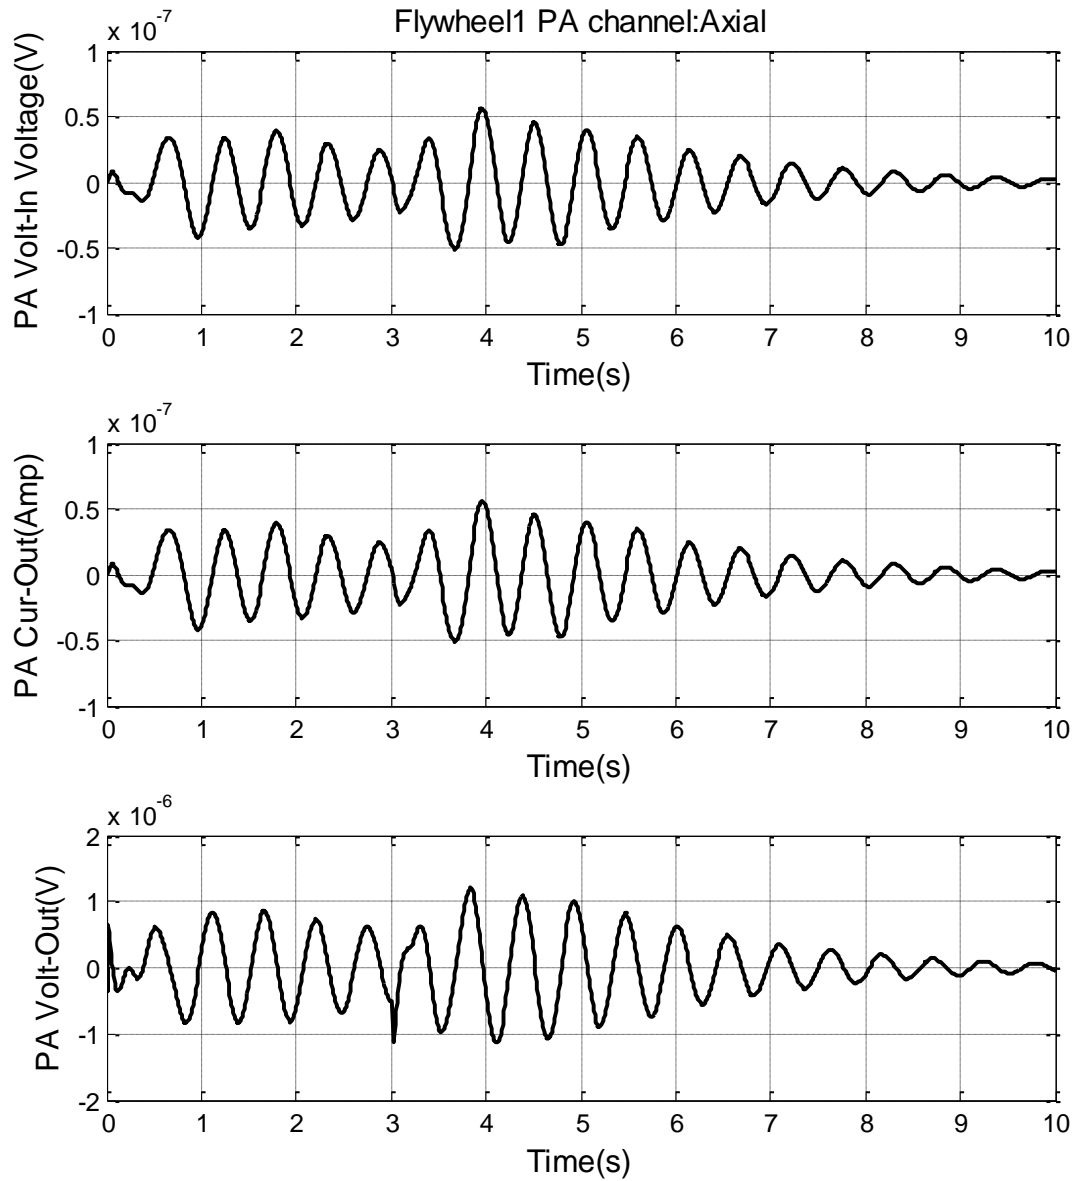 Flywheel1 PA channel:Axial
x 10^-7
PA Volt-In Voltage(V)
1
0.5
0
-0.5
-1
0 1 2 3 4 5 6 7 8 9 10
Time(s)
x 10^-7
PA Cur-Out(Amp)
1
0.5
0
-0.5
-1
0 1 2 3 4 5 6 7 8 9 10
Time(s)
x 10^-6
PA Volt-Out(V)
2
1
0
-1
-2
0 1 2 3 4 5 6 7 8 9 10
Time(s)